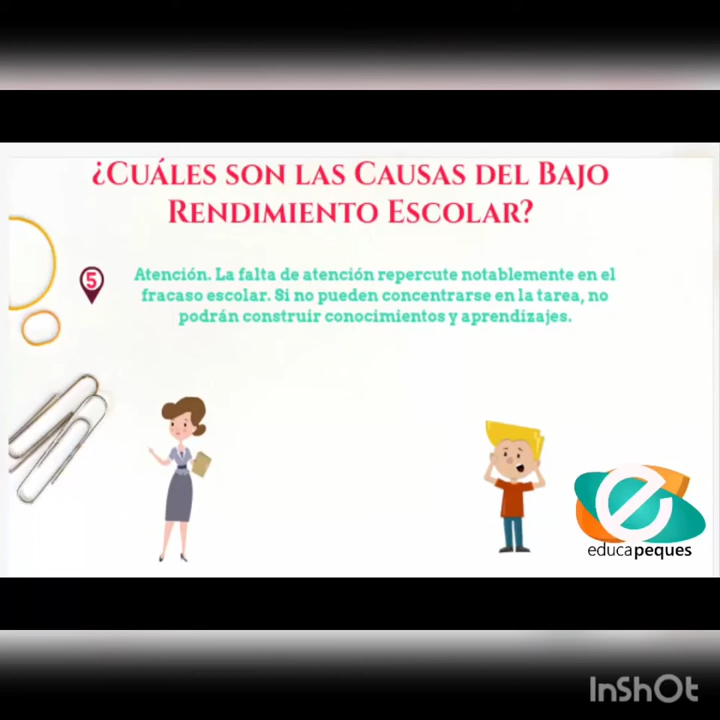 ¿Cuáles son las Causas del Bajo
Rendimiento Escolar?
5
Atención. La falta de atención repercute notablemente en el
fracaso escolar. Si no pueden concentrarse en la tarea, no
podrán construir conocimientos y aprendizajes.
e
educapeques
InShOt